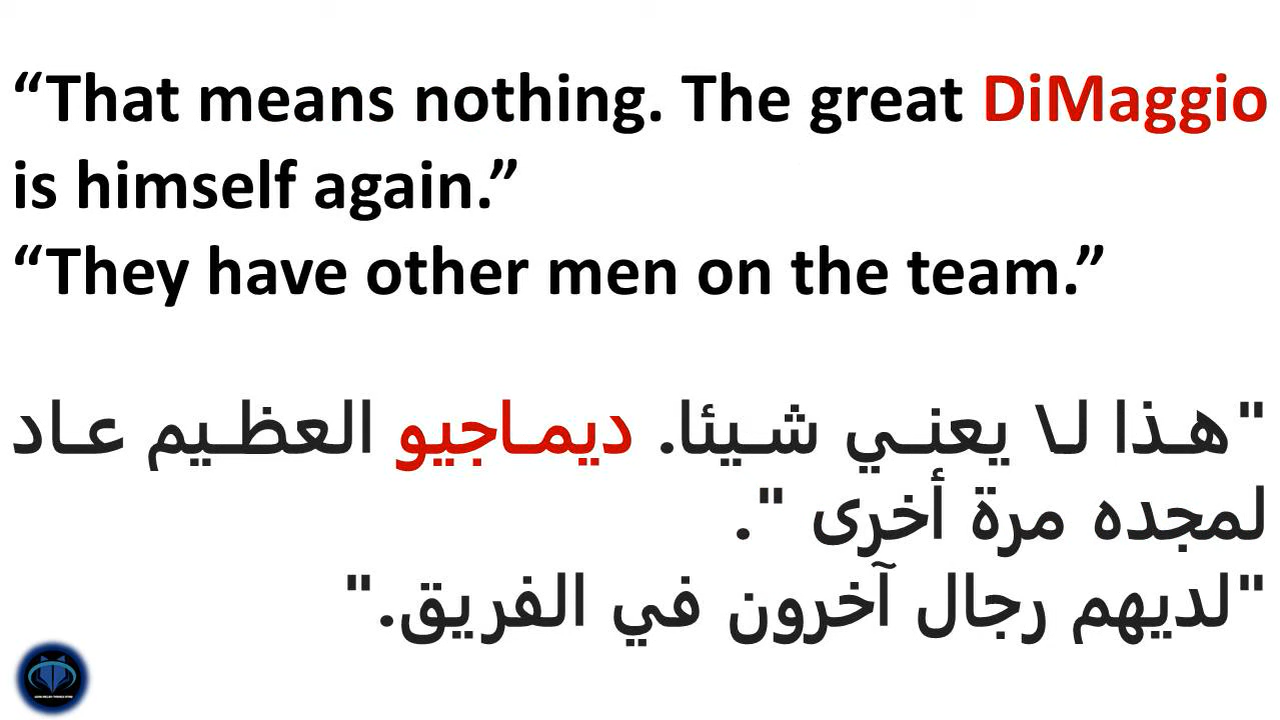 “That means nothing. The great DiMaggio
is himself again.”
“They have other men on the team.”
"هـذا لا يعنـي شـيئا. ديمـاجيو العظـيم عـاد
لمجده مرة أخرى ".
"لديهم رجال آخرون في الفريق."